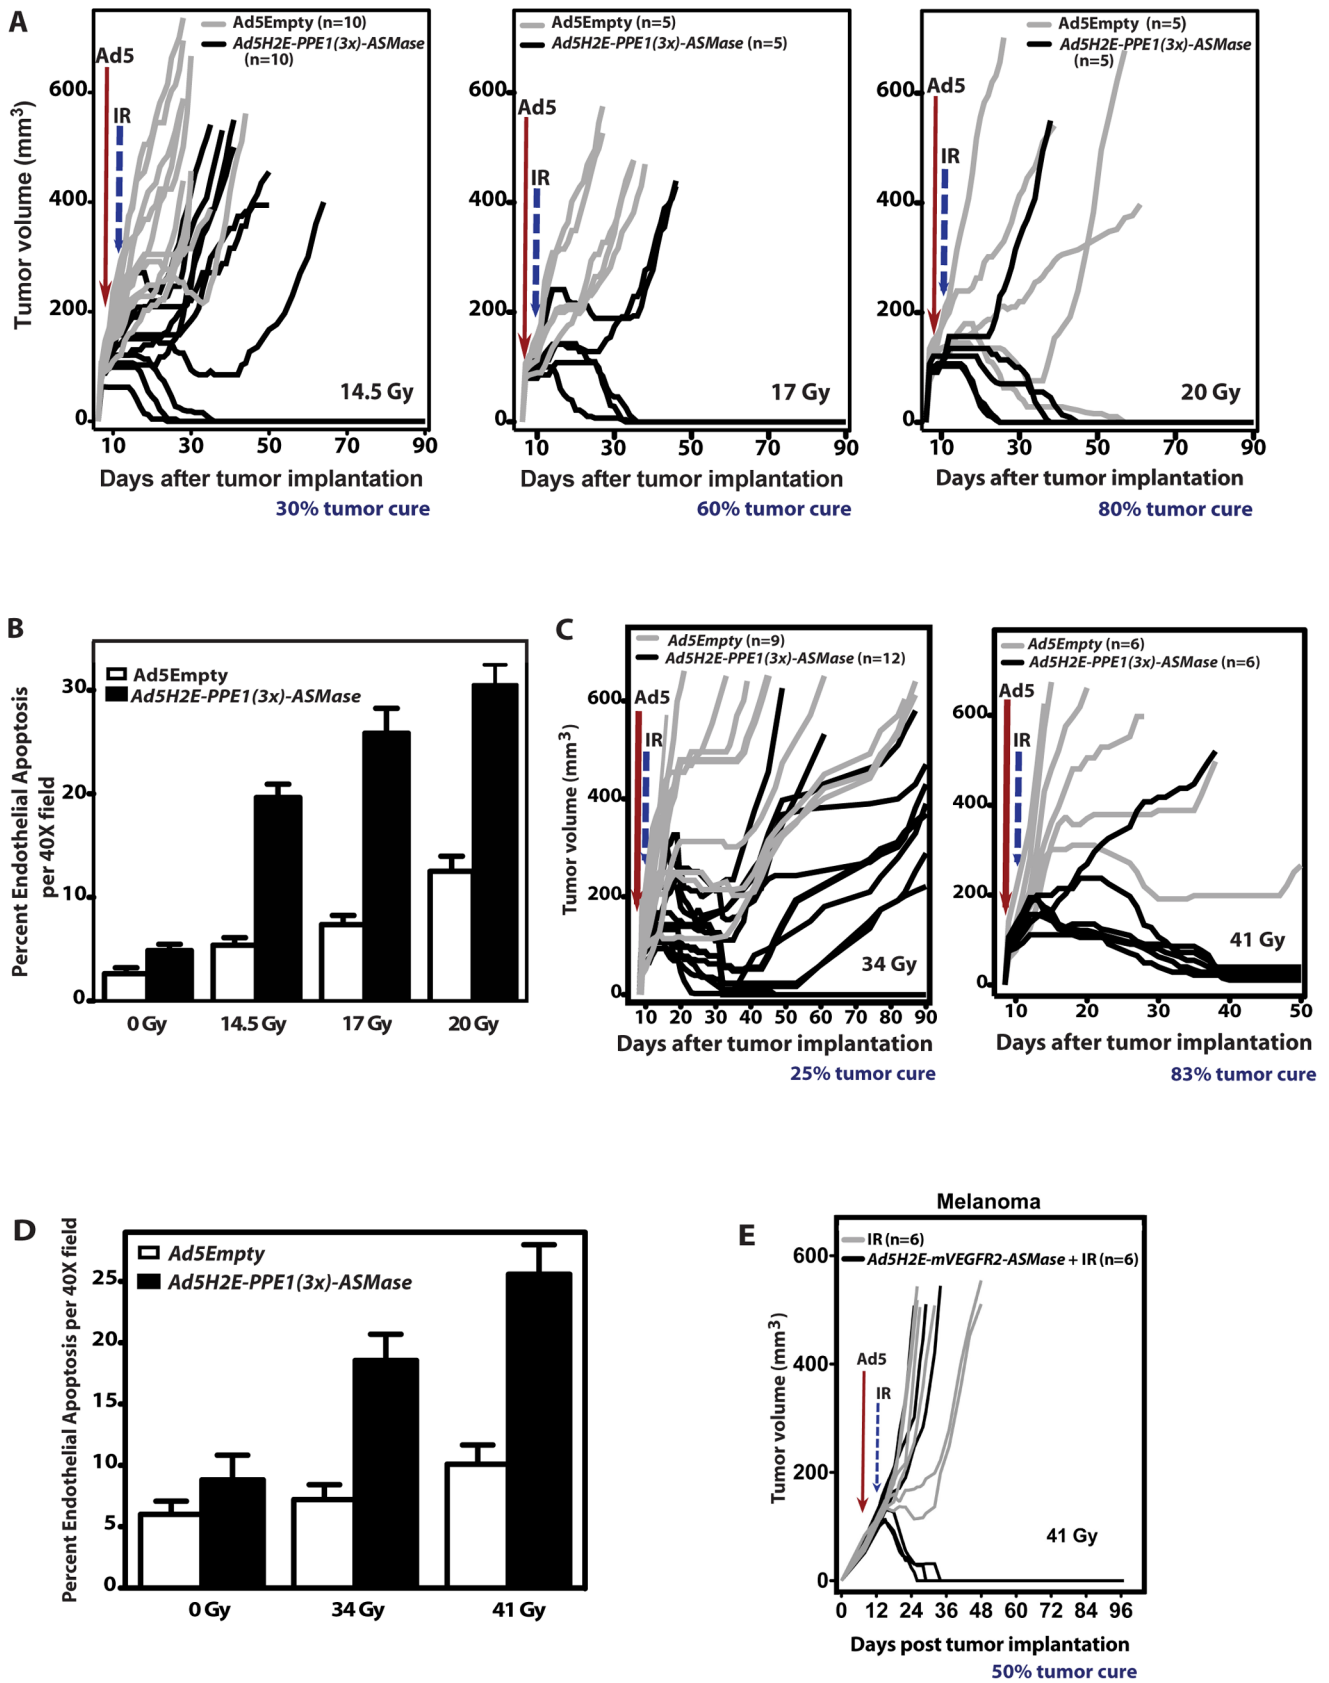 A
Ad5Empty (n=10)
Ad5H2E-PPE1(3x)-ASMase
(n=10)
Ad5
IR
Tumor volume (mm3)
600
400
200
0
14.5 Gy
10 30 50 70 90
Days after tumor implantation
30% tumor cure
Ad5Empty (n=5)
Ad5H2E-PPE1(3x)-ASMase (n=5)
Ad5
IR
600
400
200
0
17 Gy
10 30 50 70 90
Days after tumor implantation
60% tumor cure
Ad5Empty (n=5)
Ad5H2E-PPE1(3x)-ASMase
(n=5)
Ad5
IR
600
400
200
0
20 Gy
10 30 50 70 90
Days after tumor implantation
80% tumor cure
B
Ad5Empty
Ad5H2E-PPE1(3x)-ASMase
Percent Endothelial Apoptosis
per 40X field
30
20
10
0
0 Gy 14.5 Gy 17 Gy 20 Gy
C
Ad5Empty (n=9)
Ad5H2E-PPE1(3x)-ASMase (n=12)
Ad5
IR
Tumor volume (mm3)
600
400
200
0
34 Gy
10 20 30 40 50 60 70 80 90
Days after tumor implantation
25% tumor cure
Ad5Empty (n=6)
Ad5H2E-PPE1(3x)-ASMase (n=6)
Ad5
IR
600
400
200
0
41 Gy
10 20 30 40 50
Days after tumor implantation
83% tumor cure
D
Ad5Empty
Ad5H2E-PPE1(3x)-ASMase
Percent Endothelial Apoptosis per 40X field
25
20
15
10
5
0
0 Gy 34 Gy 41 Gy
E
Melanoma
IR (n=6)
Ad5H2E-mVEGFR2-ASMase + IR (n=6)
Ad5
IR
Tumor volume (mm3)
600
400
200
0
41 Gy
0 12 24 36 48 60 72 84 96
Days post tumor implantation
50% tumor cure